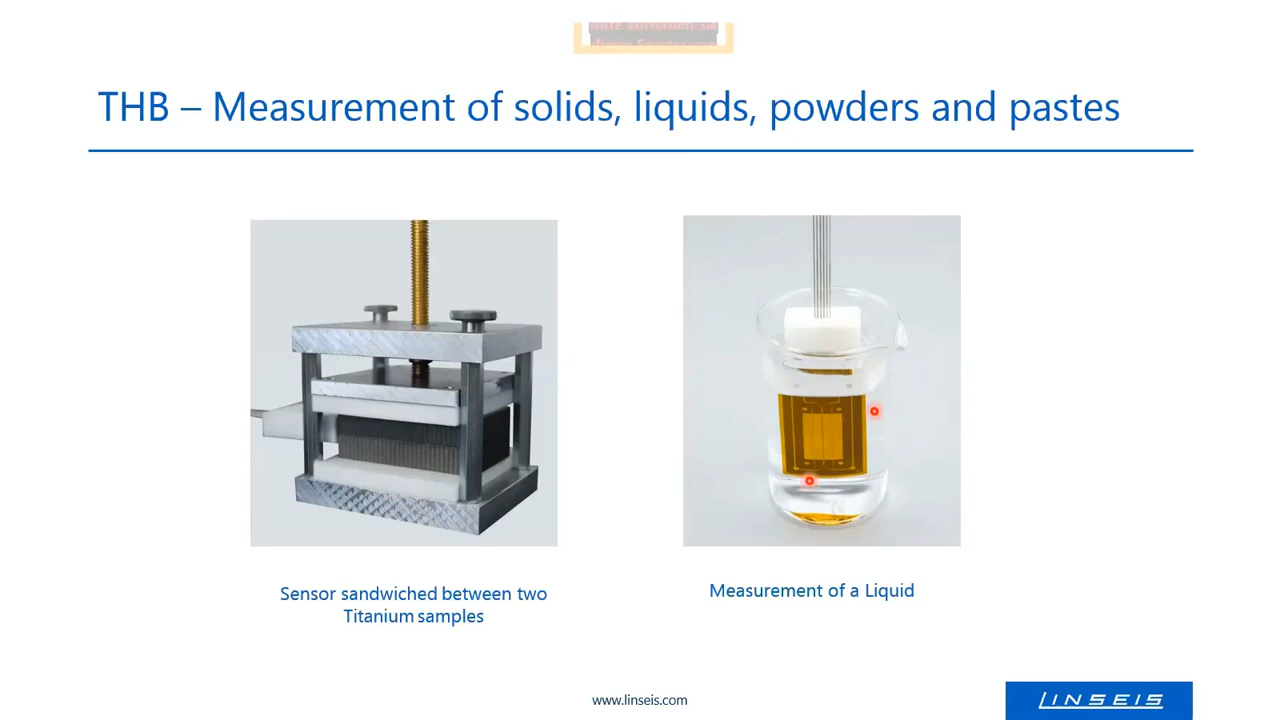 THB – Measurement of solids, liquids, powders and pastes
Sensor sandwiched between two
Titanium samples
Measurement of a Liquid
www.linseis.com
LINSEIS